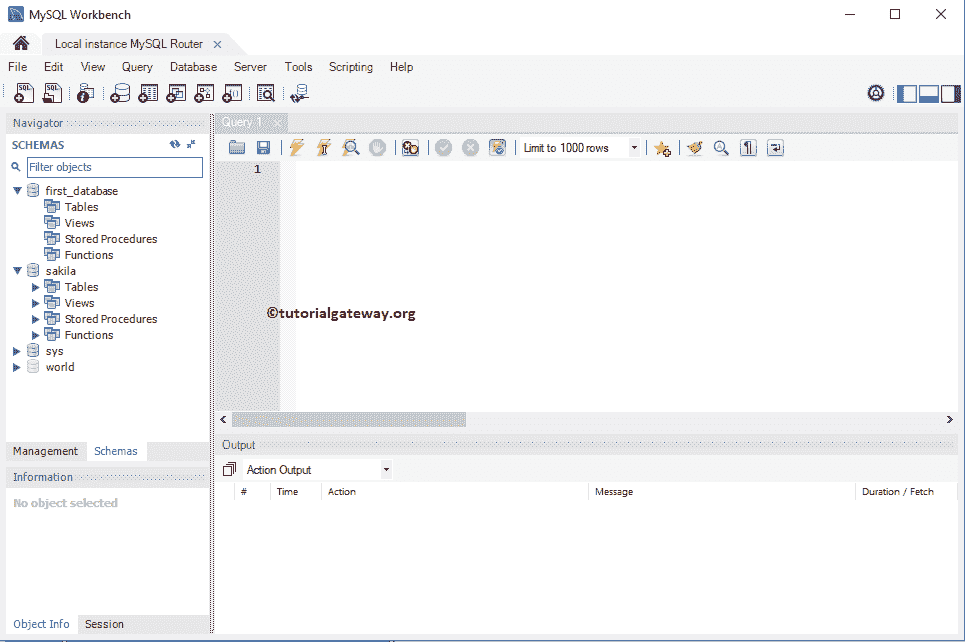 MySQL Workbench
Local instance MySQL Router
File Edit View Query Database Server Tools Scripting Help
SQL SQL
Navigator
SCHEMAS
Filter objects
first_database
Tables
Views
Stored Procedures
Functions
sakila
Tables
Views
Stored Procedures
Functions
sys
world
Management Schemas
Information
No object selected
Object Info Session
Query 1
Limit to 1000 rows
1
©tutorialgateway.org
Output
Action Output
# Time Action Message Duration / Fetch